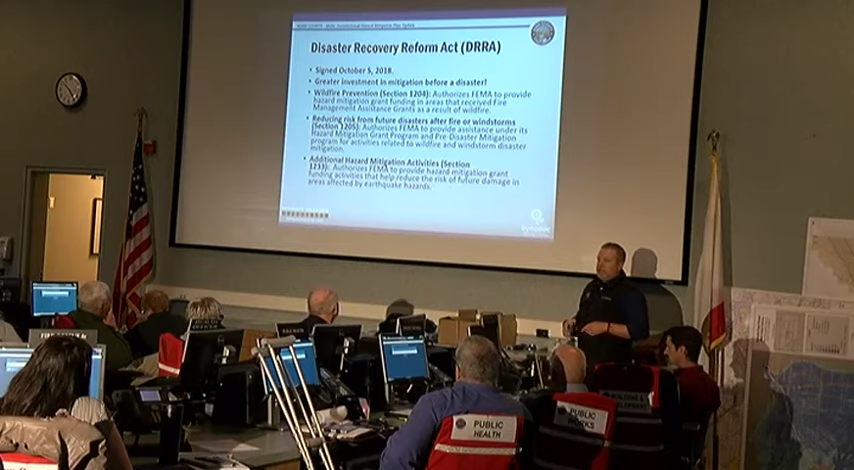 Disaster Recovery Reform Act (DRRA)
• Signed October 5, 2018.
• Greater investment in mitigation before a disaster!
• Wildfire Prevention (Section 1204): Authorizes FEMA to provide
hazard mitigation grant funding in areas that received Fire
Management Assistance Grants as a result of wildfire.
• Reducing risk from future disasters after fire or windstorms
(Section 1205): Authorizes FEMA to provide assistance under its
Hazard Mitigation Grant Program and Pre-Disaster Mitigation
program for activities related to wildfire and windstorm disaster
mitigation.
• Additional Hazard Mitigation Activities (Section
1233): Authorizes FEMA to provide hazard mitigation grant
funding activities that help reduce the risk of future damage in
areas affected by earthquake hazards.
PUBLIC
HEALTH
PUBLIC
WORKS
BUILDING &